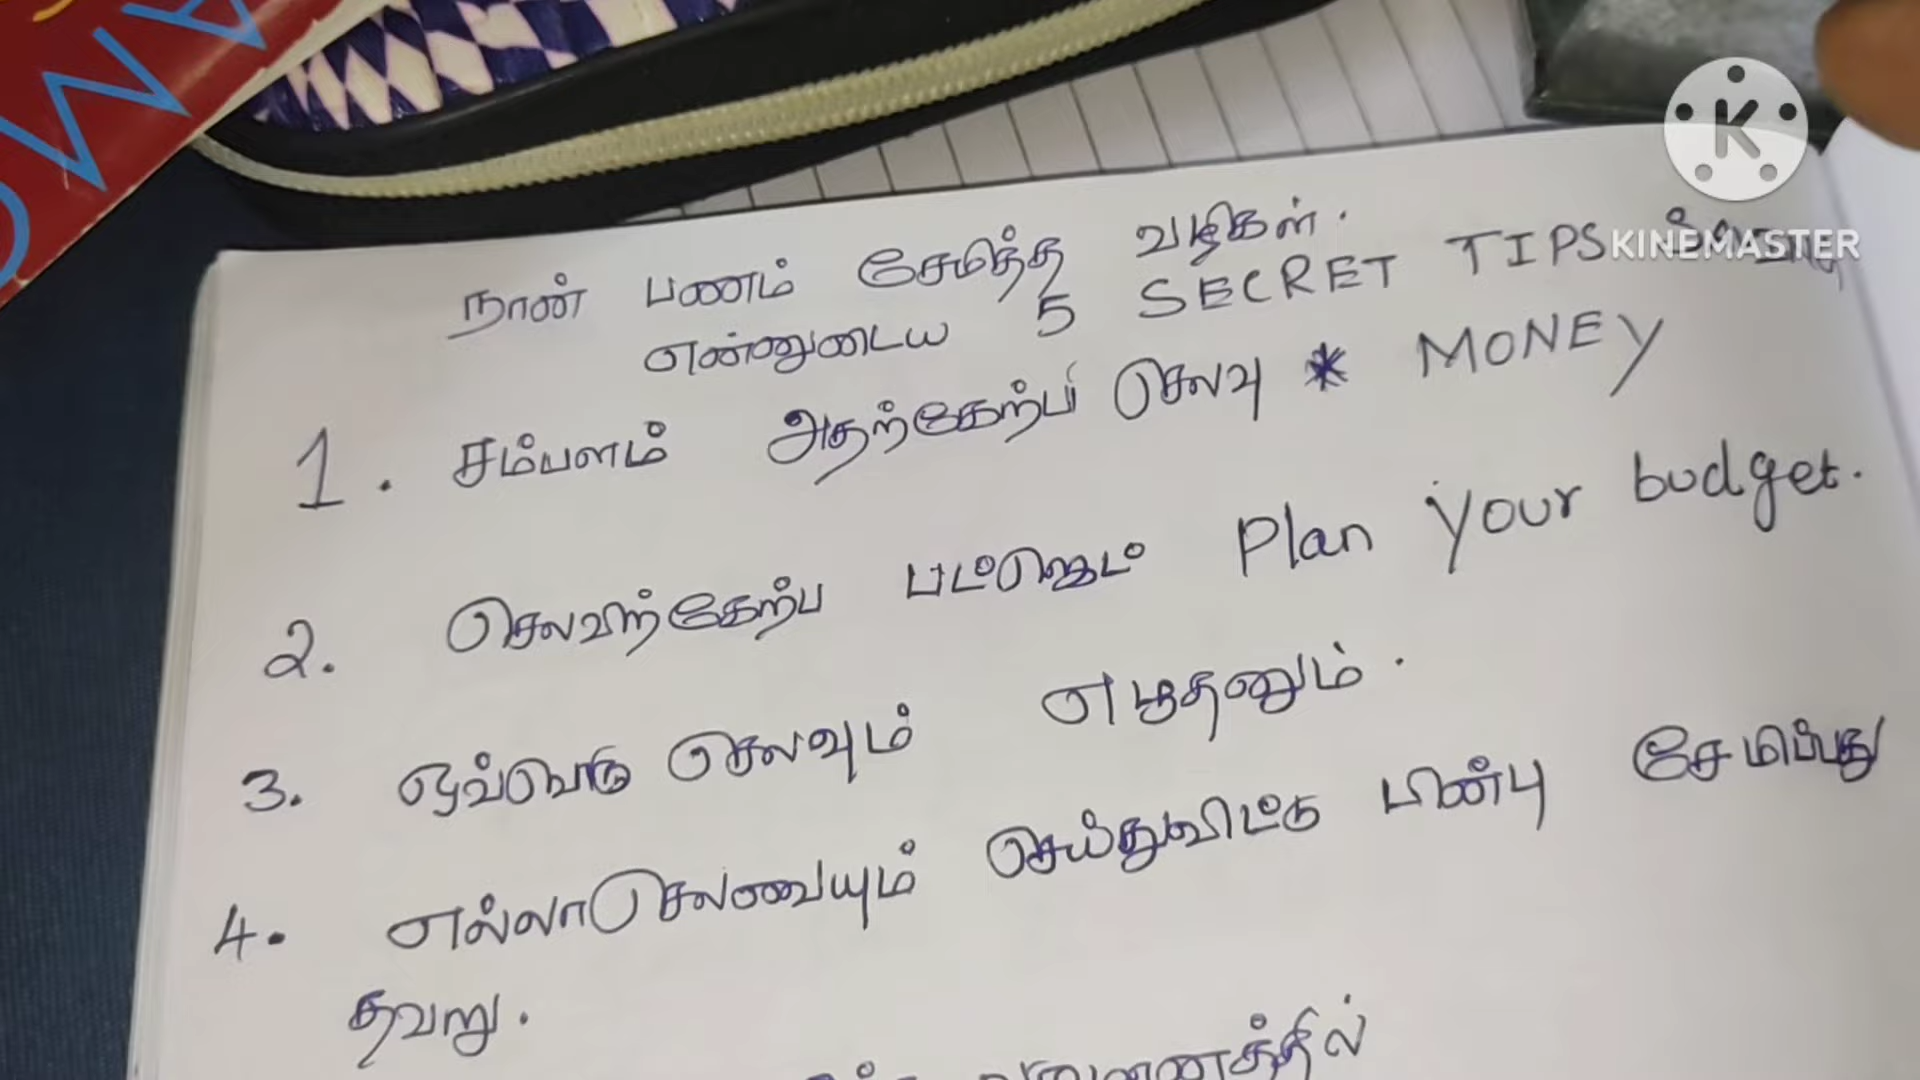 நான் பணம் சேமித்த வழிகள்.
என்னுடைய 5 SECRET TIPS
KINEMASTER
1. சம்பளம் அதற்கேற்ப செலவு * MONEY
2. செலவிற்கேற்ப பட்ஜெட் Plan your budget.
3. ஒவ்வொரு செலவும் எழுதனும்.
4. எல்லா செலவையும் செய்துவிட்டு பின்பு சேமிப்பது
தவறு.